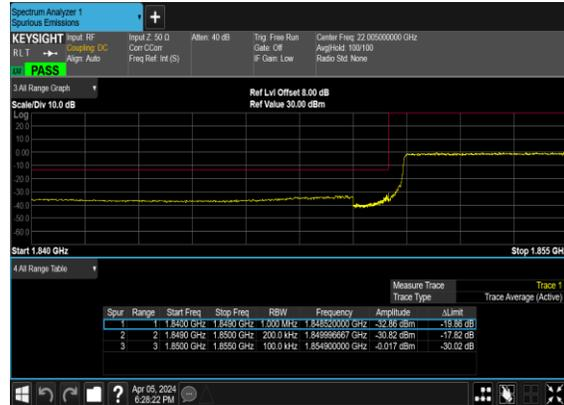 Spectrum Analyzer 1
Spurious Emissions
+
KEYSIGHT Input: RF Input Z: 50 Ω Atten: 40 dB Trig: Free Run Center Freq: 22.005000000 GHz
RLT Coupling: DC Corr CCorr Gate: Off Avg|Hold: 100/100
Align: Auto Freq Ref: Int (S) IF Gain: Low Radio Std: None
PASS
3 All Range Graph
Ref Lvl Offset 8.00 dB
Scale/Div 10.0 dB Ref Value 30.00 dBm
Log
20.0
10.0
0.00
-10.0
-20.0
-30.0
-40.0
-50.0
-60.0
Start 1.840 GHz Stop 1.855 GH
4 All Range Table
Measure Trace Trace 1
Trace Type Trace Average (Active)
Spur Range Start Freq Stop Freq RBW Frequency Amplitude ΔLimit
1 1 1.8400 GHz 1.8490 GHz 1.000 MHz 1.848520000 GHz -32.86 dBm -19.86 dB
2 2 1.8490 GHz 1.8500 GHz 200.0 kHz 1.849996667 GHz -30.82 dBm -17.82 dB
3 3 1.8500 GHz 1.8550 GHz 100.0 kHz 1.854900000 GHz -0.017 dBm -30.02 dB
? Apr 05, 2024
6:28:22 PM